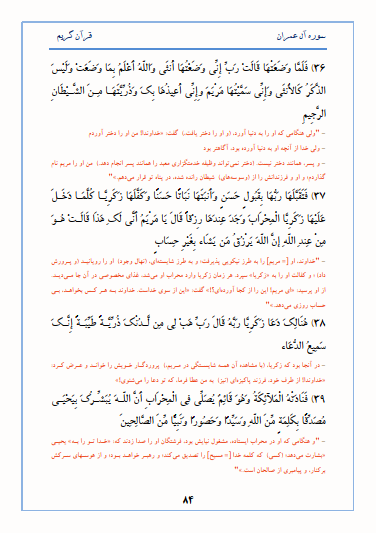 سوره آل عمران
قرآن کریم
(۳۶ فَلَمَّا وَضَعَتْهَا قَالَتْ رَبِّ إِنِّي وَضَعْتُهَا أُنثَى وَاللَّهُ أَعْلَمُ بِمَا وَضَعَتْ وَلَيْسَ
الذَّكَرُ كَالأُنثَى وَإِنِّي سَمَّيْتُهَا مَرْيَمَ وِإِنِّي أُعِيذُهَا بِكَ وَذُرِّيَّتَهَا مِنَ الشَّيْطَانِ
الرَّجِيمِ
- "ولی هنگامی که او را به دنیا آورد، (و او را دختر یافت،) گفت: «خداوندا! من او را دختر آوردم
- ولی خدا از آنچه او به دنیا آورده بود، آگاهتر بود
- و پسر، همانند دختر نیست. (دختر نمی‌تواند وظیفه خدمتگزاری معبد را همانند پسر انجام دهد.) من او را مریم نام
گذاردم؛ و او و فرزندانش را از (وسوسه‌های) شیطان رانده شده، در پناه تو قرار می‌دهم.»"
(۳۷ فَتَقَبَّلَهَا رَبُّهَا بِقَبُولٍ حَسَنٍ وَأَنبَتَهَا نَبَاتًا حَسَنًا وَكَفَّلَهَا زَكَرِيَّا كُلَّمَا دَخَلَ
عَلَيْهَا زَكَرِيَّا الْمِحْرَابَ وَجَدَ عِندَهَا رِزْقاً قَالَ يَا مَرْيَمُ أَنَّى لَكِ هَذَا قَالَتْ هُوَ
مِنْ عِندِ اللّهِ إِنَّ اللّهَ يَرْزُقُ مَن يَشَاء بِغَيْرِ حِسَابٍ
- "خداوند، او [= مریم] را به طرز نیکویی پذیرفت؛ و به طرز شایسته‌ای، (نهال وجود) او را رویانید (و پرورش
داد)؛ و کفالت او را به «زکریا» سپرد. هر زمان زکریا وارد محراب او می‌شد، غذای مخصوصی در آن جا می‌دید.
از او پرسید: «ای مریم! این را از کجا آورده‌ای؟!» گفت: «این از سوی خداست. خداوند به هر کس بخواهد، بی
حساب روزی می‌دهد.»"
(۳۸ هُنَالِكَ دَعَا زَكَرِيَّا رَبَّهُ قَالَ رَبِّ هَبْ لِي مِن لَّدُنْكَ ذُرِّيَّةً طَيِّبَةً إِنَّكَ
سَمِيعُ الدُّعَاء
- در آنجا بود که زکریا، (با مشاهده آن همه شایستگی در مریم،) پروردگار خویش را خواند و عرض کرد:
«خداوندا! از طرف خود، فرزند پاکیزه‌ای (نیز) به من عطا فرما، که تو دعا را می‌شنوی!»
(۳۹ فَنَادَتْهُ الْمَلآئِكَةُ وَهُوَ قَائِمٌ يُصَلِّي فِي الْمِحْرَابِ أَنَّ اللّهَ يُبَشِّرُكَ بِيَحْيَى
مُصَدِّقًا بِكَلِمَةٍ مِّنَ اللّهِ وَسَيِّدًا وَحَصُورًا وَنَبِيًّا مِّنَ الصَّالِحِينَ
- "و هنگامی که او در محراب ایستاده، مشغول نیایش بود، فرشتگان او را صدا زدند که: «خدا تو را به» یحیی
«بشارت می‌دهد؛ (کسی) که کلمه خدا [= مسیح] را تصدیق می‌کند؛ و رهبر خواهد بود؛ و از هوسهای سرکش
برکنار، و پیامبری از صالحان است.»"
۸۴